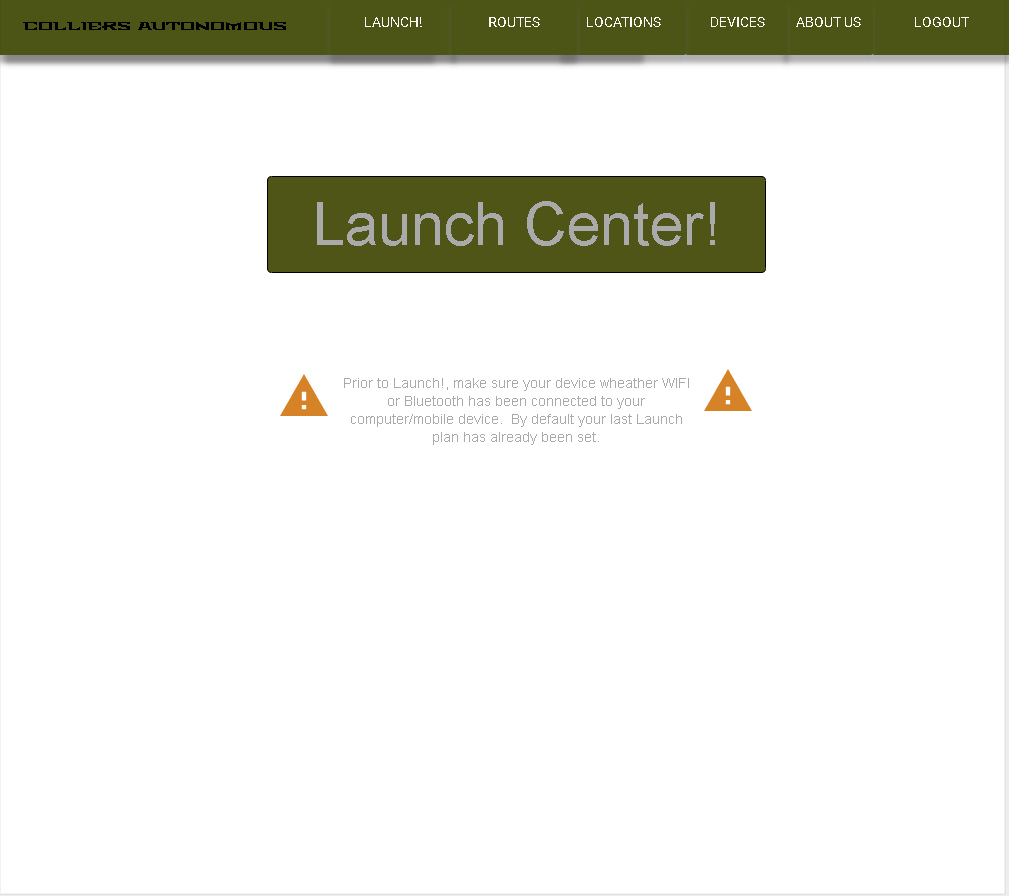 COLLIERS AUTONOMOUS
LAUNCH! ROUTES LOCATIONS DEVICES ABOUT US LOGOUT
Launch Center!
Prior to Launch!, make sure your device wheather WIFI
or Bluetooth has been connected to your
computer/mobile device.  By default your last Launch
plan has already been set.